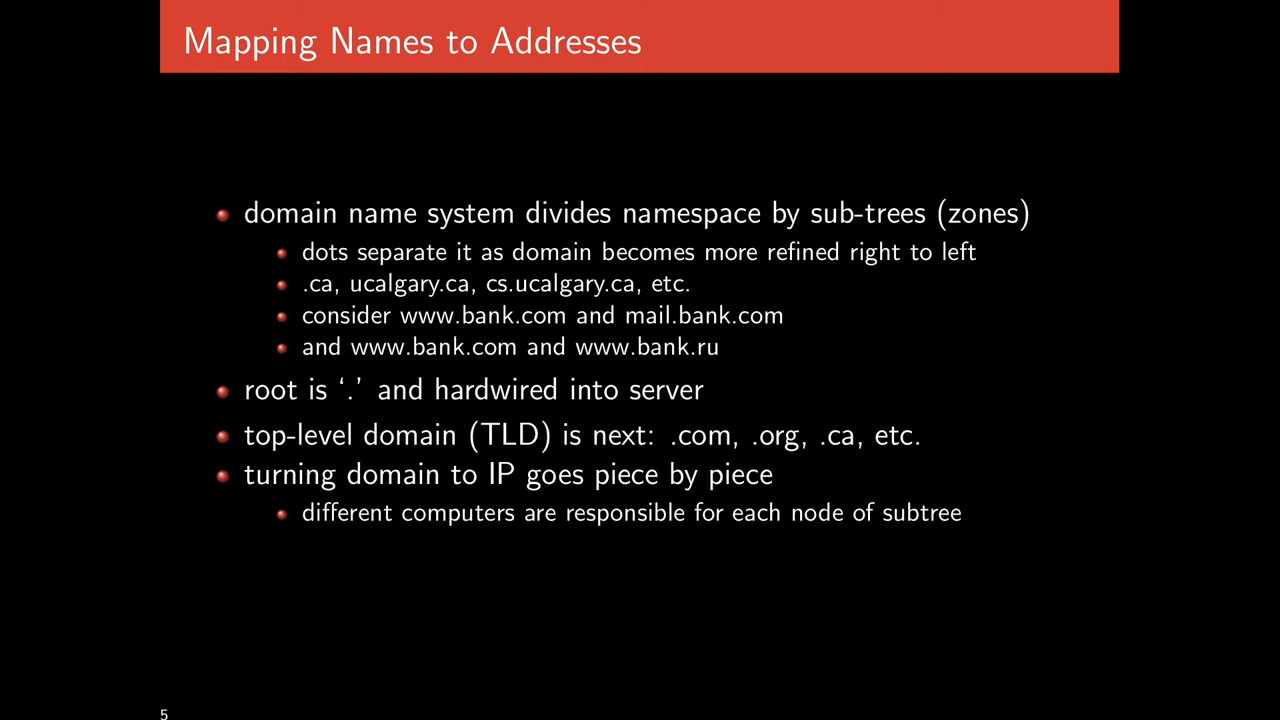 Mapping Names to Addresses
domain name system divides namespace by sub-trees (zones)
dots separate it as domain becomes more refined right to left
.ca, ucalgary.ca, cs.ucalgary.ca, etc.
consider www.bank.com and mail.bank.com
and www.bank.com and www.bank.ru
root is ‘.’ and hardwired into server
top-level domain (TLD) is next: .com, .org, .ca, etc.
turning domain to IP goes piece by piece
different computers are responsible for each node of subtree
5